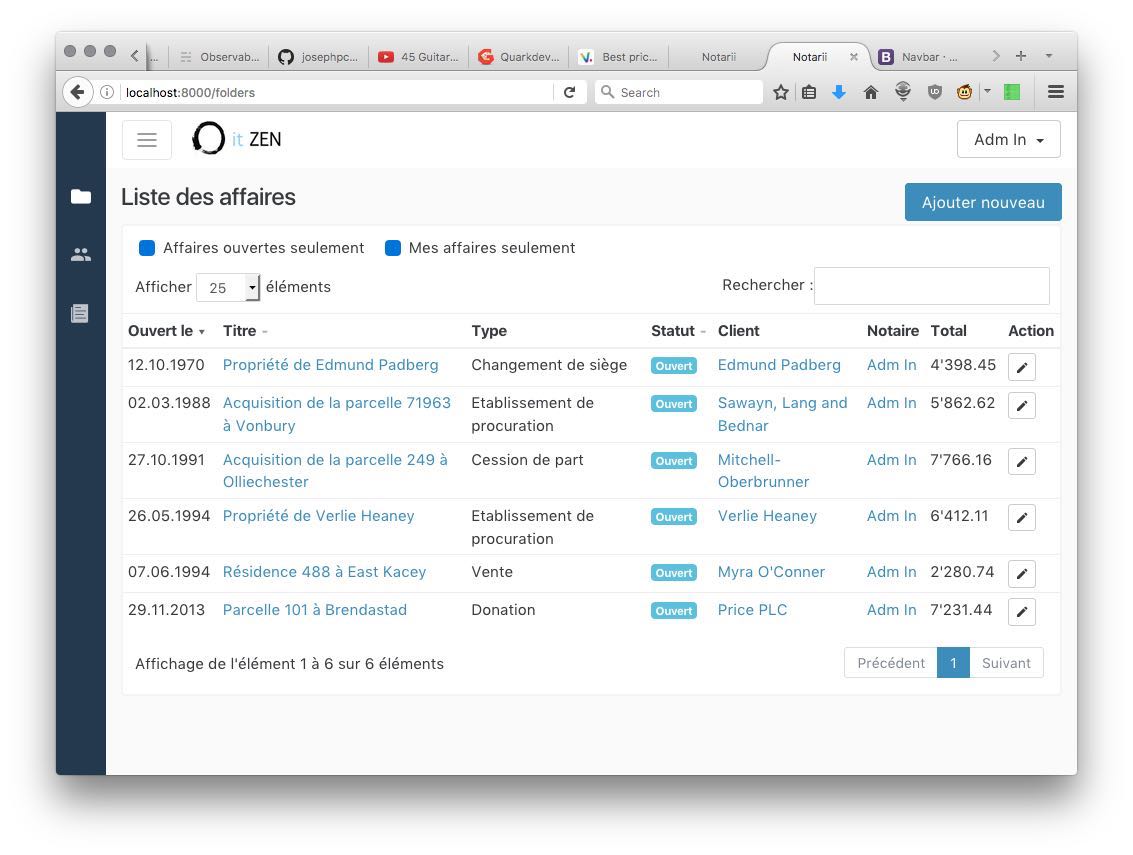 ... Observab... josephpc... 45 Guitar... Quarkdev... Best pric... Notarii Notarii Navbar · ...
localhost:8000/folders Search
it ZEN Adm In
Liste des affaires Ajouter nouveau
Affaires ouvertes seulement Mes affaires seulement
Afficher 25 éléments Rechercher :
Ouvert le Titre Type Statut Client Notaire Total Action
12.10.1970 Propriété de Edmund Padberg Changement de siège Ouvert Edmund Padberg Adm In 4'398.45
02.03.1988 Acquisition de la parcelle 71963 Etablissement de Ouvert Sawayn, Lang and Adm In 5'862.62
à Vonbury procuration Bednar
27.10.1991 Acquisition de la parcelle 249 à Cession de part Ouvert Mitchell- Adm In 7'766.16
Olliechester Oberbrunner
26.05.1994 Propriété de Verlie Heaney Etablissement de Ouvert Verlie Heaney Adm In 6'412.11
procuration
07.06.1994 Résidence 488 à East Kacey Vente Ouvert Myra O'Conner Adm In 2'280.74
29.11.2013 Parcelle 101 à Brendastad Donation Ouvert Price PLC Adm In 7'231.44
Affichage de l'élément 1 à 6 sur 6 éléments Précédent 1 Suivant